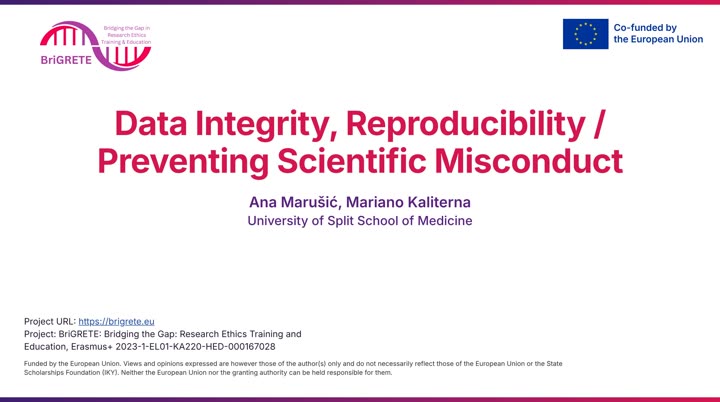 Bridging the Gap in
Research Ethics
Training & Education
BriGRETE
Co-funded by
the European Union
Data Integrity, Reproducibility /
Preventing Scientific Misconduct
Ana Marušić, Mariano Kaliterna
University of Split School of Medicine
Project URL: https://brigrete.eu
Project: BriGRETE: Bridging the Gap: Research Ethics Training and
Education, Erasmus+ 2023-1-EL01-KA220-HED-000167028
Funded by the European Union. Views and opinions expressed are however those of the author(s) only and do not necessarily reflect those of the European Union or the State
Scholarships Foundation (IKY). Neither the European Union nor the granting authority can be held responsible for them.